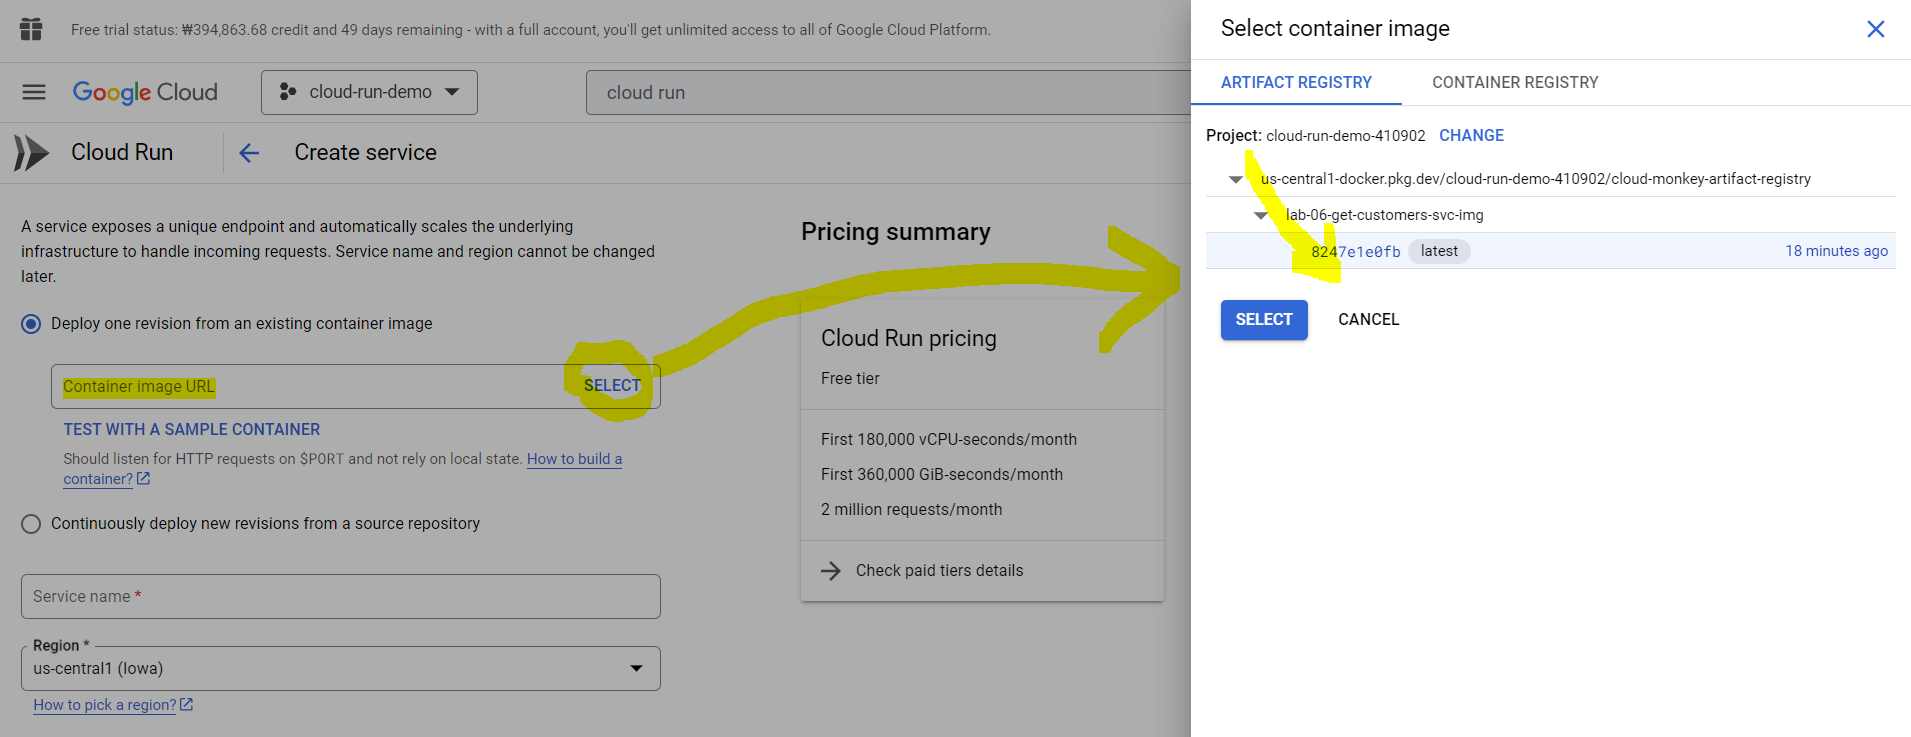 Free trial status: ₩394,863.68 credit and 49 days remaining - with a full account, you'll get unlimited access to all of Google Cloud Platform.
Google Cloud
cloud-run-demo
cloud run
Cloud Run
Create service
A service exposes a unique endpoint and automatically scales the underlying
infrastructure to handle incoming requests. Service name and region cannot be changed
later.
Deploy one revision from an existing container image
Container image URL
SELECT
TEST WITH A SAMPLE CONTAINER
Should listen for HTTP requests on $PORT and not rely on local state. How to build a
container?
Continuously deploy new revisions from a source repository
Service name *
Region *
us-central1 (Iowa)
How to pick a region?
Pricing summary
Cloud Run pricing
Free tier
First 180,000 vCPU-seconds/month
First 360,000 GiB-seconds/month
2 million requests/month
Check paid tiers details
Select container image
ARTIFACT REGISTRY
CONTAINER REGISTRY
Project: cloud-run-demo-410902 CHANGE
us-central1-docker.pkg.dev/cloud-run-demo-410902/cloud-monkey-artifact-registry
lab-06-get-customers-svc-img
8247e1e0fb latest 18 minutes ago
SELECT
CANCEL